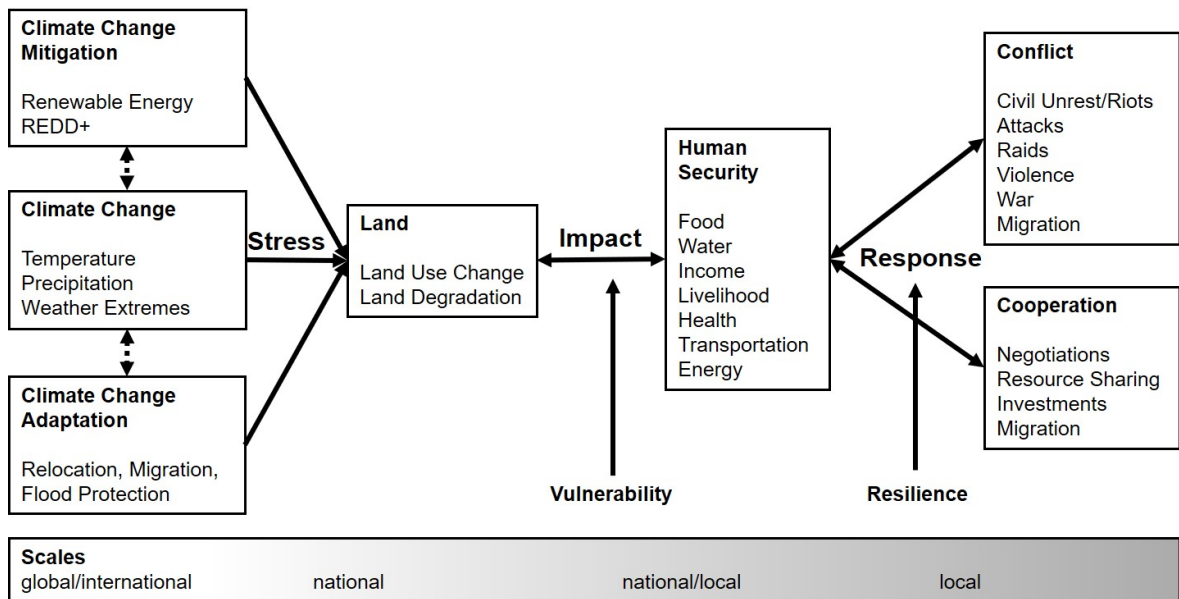 Climate Change
Mitigation
Renewable Energy
REDD+
Climate Change
Temperature
Precipitation
Weather Extremes
Climate Change
Adaptation
Relocation, Migration,
Flood Protection
Stress
Land
Land Use Change
Land Degradation
Impact
Vulnerability
Human
Security
Food
Water
Income
Livelihood
Health
Transportation
Energy
Response
Resilience
Conflict
Civil Unrest/Riots
Attacks
Raids
Violence
War
Migration
Cooperation
Negotiations
Resource Sharing
Investments
Migration
Scales
global/international national national/local local